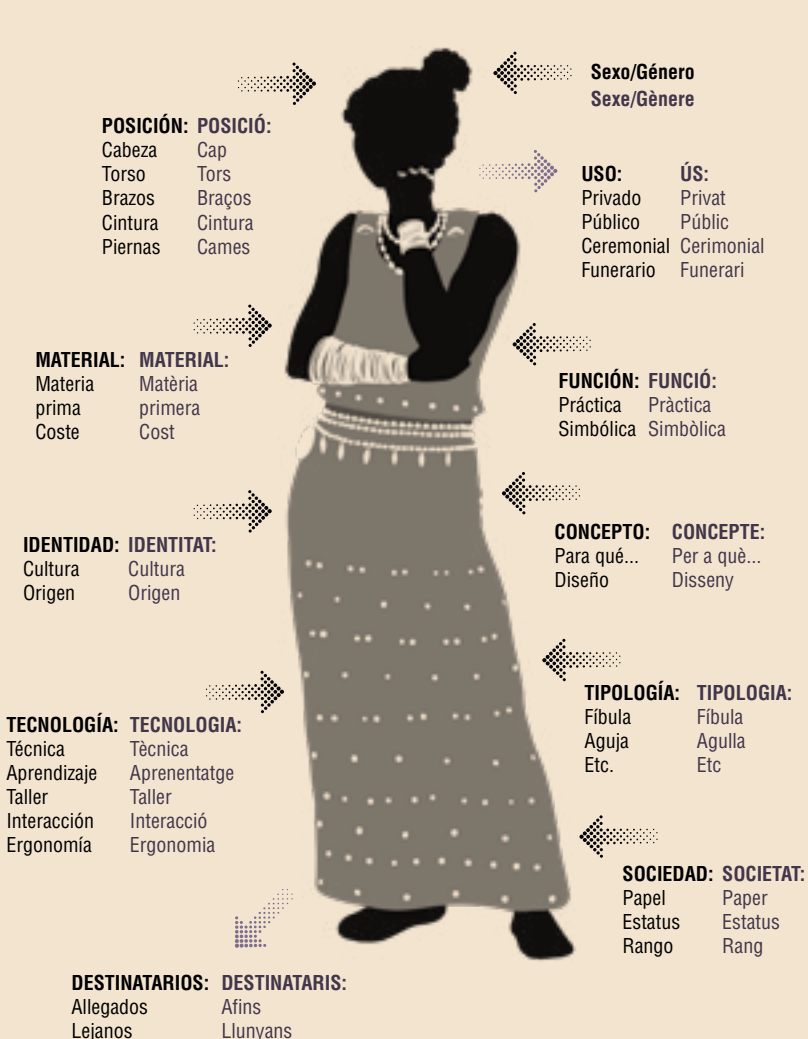 Sexo/Género
Sexe/Gènere
POSICIÓN: POSICIÓ:
Cabeza Cap
Torso Tors
Brazos Braços
Cintura Cintura
Piernas Cames
USO: ÚS:
Privado Privat
Público Públic
Ceremonial Cerimonial
Funerario Funerari
MATERIAL: MATERIAL:
Materia Matèria
prima primera
Coste Cost
FUNCIÓN: FUNCIÓ:
Práctica Pràctica
Simbólica Simbòlica
IDENTIDAD: IDENTITAT:
Cultura Cultura
Origen Origen
CONCEPTO: CONCEPTE:
Para qué... Per a què...
Diseño Disseny
TIPOLOGÍA: TIPOLOGIA:
Fíbula Fíbula
Aguja Agulla
Etc. Etc
TECNOLOGÍA: TECNOLOGIA:
Técnica Tècnica
Aprendizaje Aprenentatge
Taller Taller
Interacción Interacció
Ergonomía Ergonomia
SOCIEDAD: SOCIETAT:
Papel Paper
Estatus Estatus
Rango Rang
DESTINATARIOS: DESTINATARIS:
Allegados Afins
Lejanos Llunyans